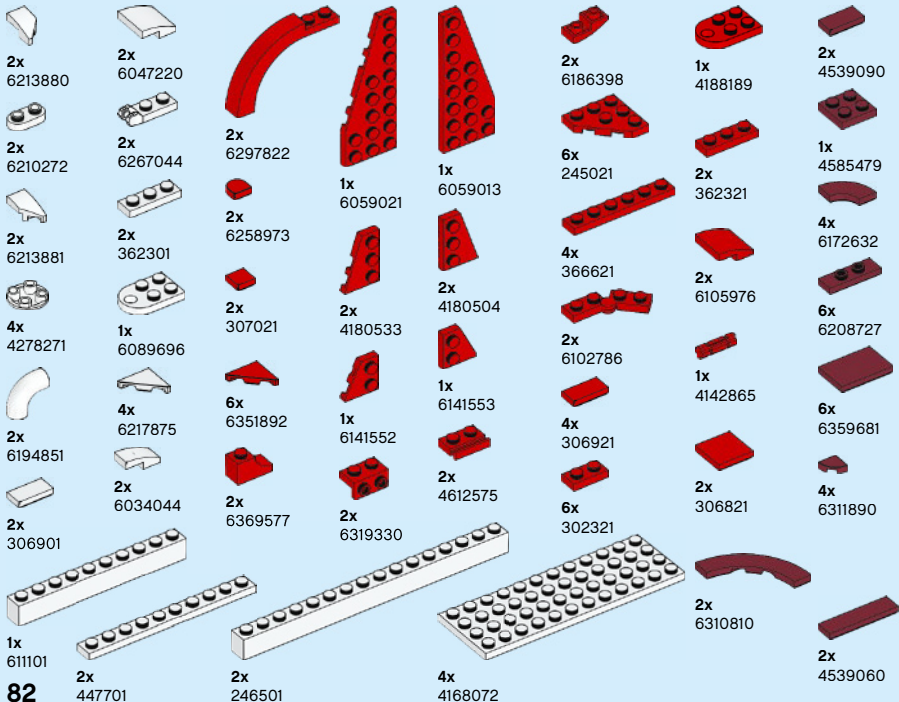 2x
6213880
2x
6210272
2x
6213881
4x
4278271
2x
6194851
2x
306901
1x
611101
2x
6047220
2x
6267044
2x
362301
1x
6089696
4x
6217875
2x
6034044
2x
447701
2x
6297822
2x
6258973
2x
307021
6x
6351892
2x
6369577
2x
246501
1x
6059021
2x
4180533
1x
6141552
2x
6319330
1x
6059013
2x
4180504
1x
6141553
2x
4612575
4x
4168072
2x
6186398
6x
245021
4x
366621
2x
6102786
4x
306921
6x
302321
1x
4188189
2x
362321
2x
6105976
1x
4142865
2x
306821
2x
6310810
2x
4539090
1x
4585479
4x
6172632
6x
6208727
6x
6359681
4x
6311890
2x
4539060
82